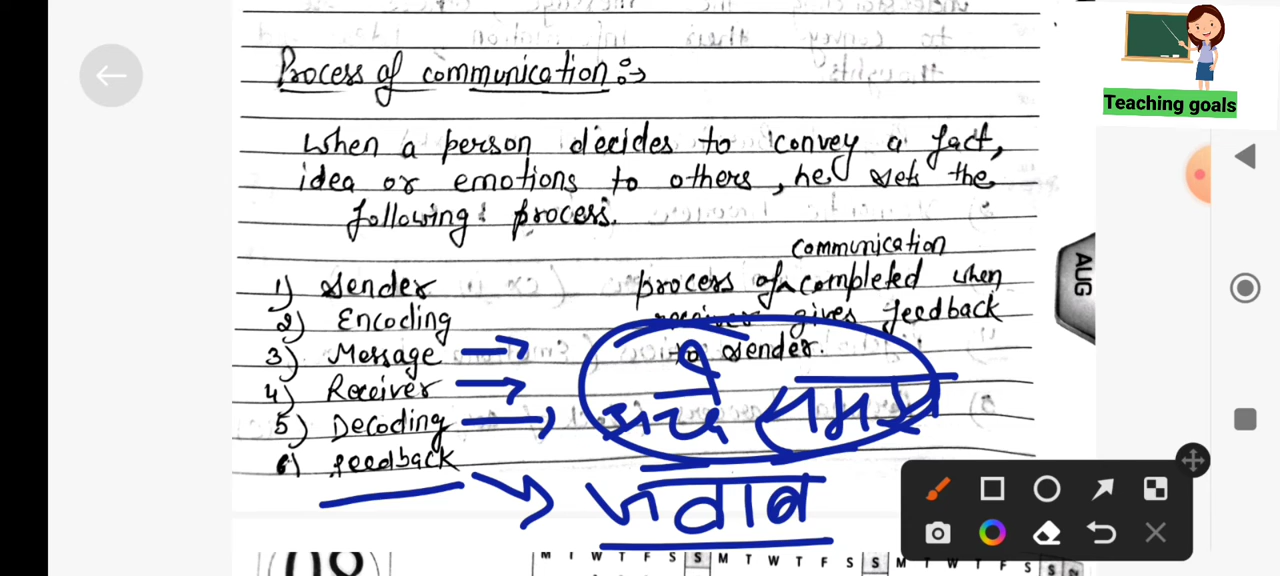 Process of communication :->
Teaching goals
when a person decides to convey a fact,
idea or emotions to others, he sets the
following process.
communication
process of completed when
receiver gives feedback
to sender.
1) Sender
2) Encoding
3) Message
4) Receiver
5) Decoding
6) feedback
जवाब
AUG
M T W T F S S M T W T F S S M T W T F S S